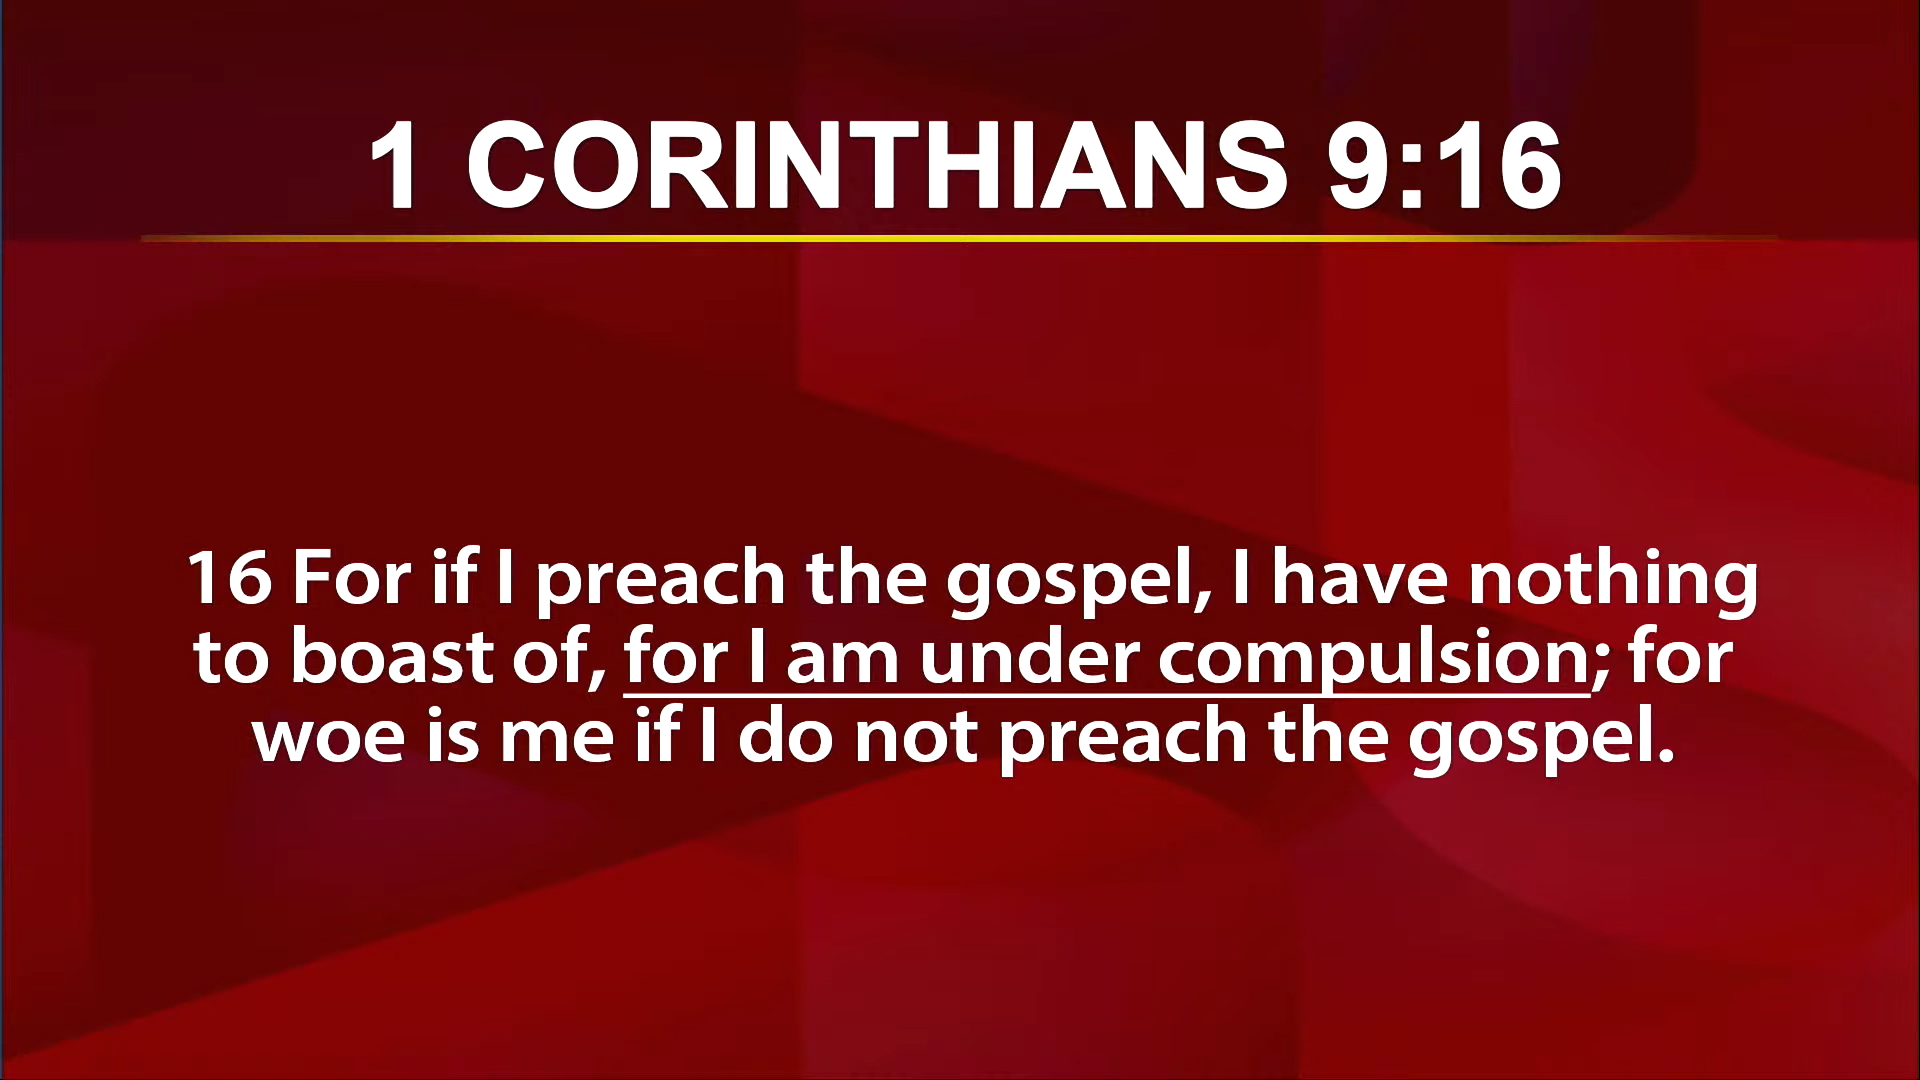 1 CORINTHIANS 9:16
16 For if I preach the gospel, I have nothing
to boast of, for I am under compulsion; for
woe is me if I do not preach the gospel.